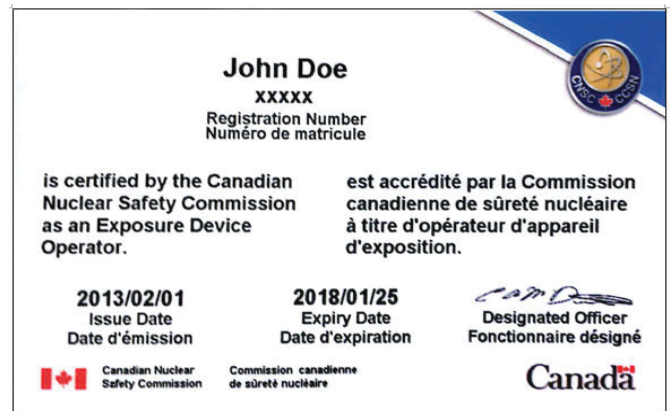 John Doe
xxxxx
Registration Number
Numéro de matricule
CNSC CCSN
is certified by the Canadian
Nuclear Safety Commission
as an Exposure Device
Operator.
est accrédité par la Commission
canadienne de sûreté nucléaire
à titre d'opérateur d'appareil
d'exposition.
2013/02/01
Issue Date
Date d'émission
2018/01/25
Expiry Date
Date d'expiration
Designated Officer
Fonctionnaire désigné
Canadian Nuclear
Safety Commission
Commission canadienne
de sûreté nucléaire
Canada